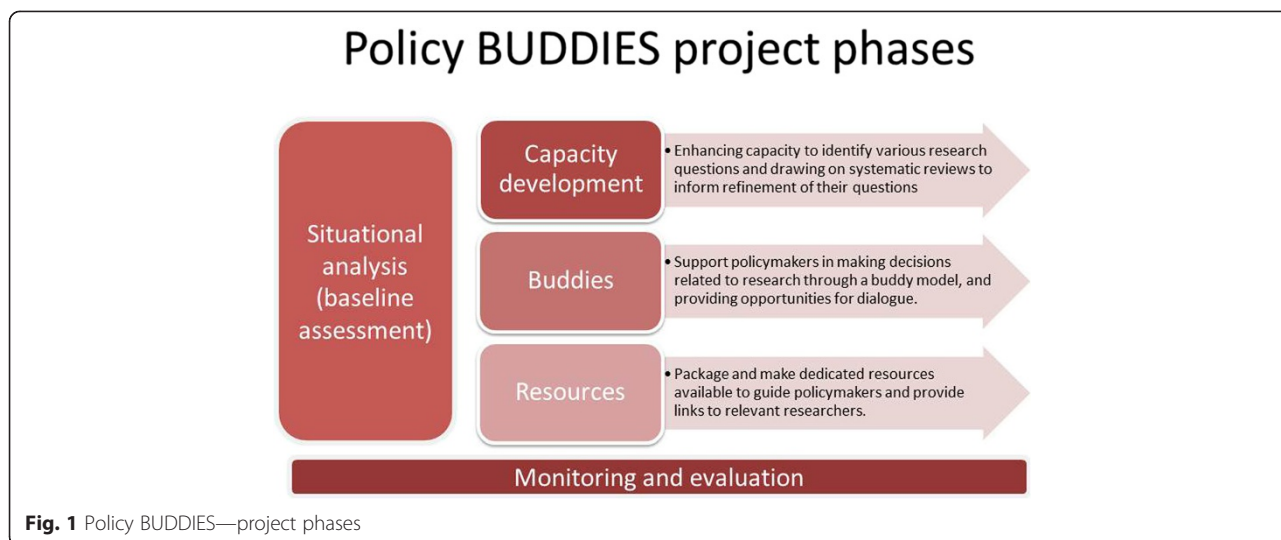 Policy BUDDIES project phases
Situational
analysis
(baseline
assessment)
Capacity
development
• Enhancing capacity to identify various research
questions and drawing on systematic reviews to
inform refinement of their questions
Buddies
• Support policymakers in making decisions
related to research through a buddy model, and
providing opportunities for dialogue.
Resources
• Package and make dedicated resources
available to guide policymakers and provide
links to relevant researchers.
Monitoring and evaluation
Fig. 1 Policy BUDDIES—project phases